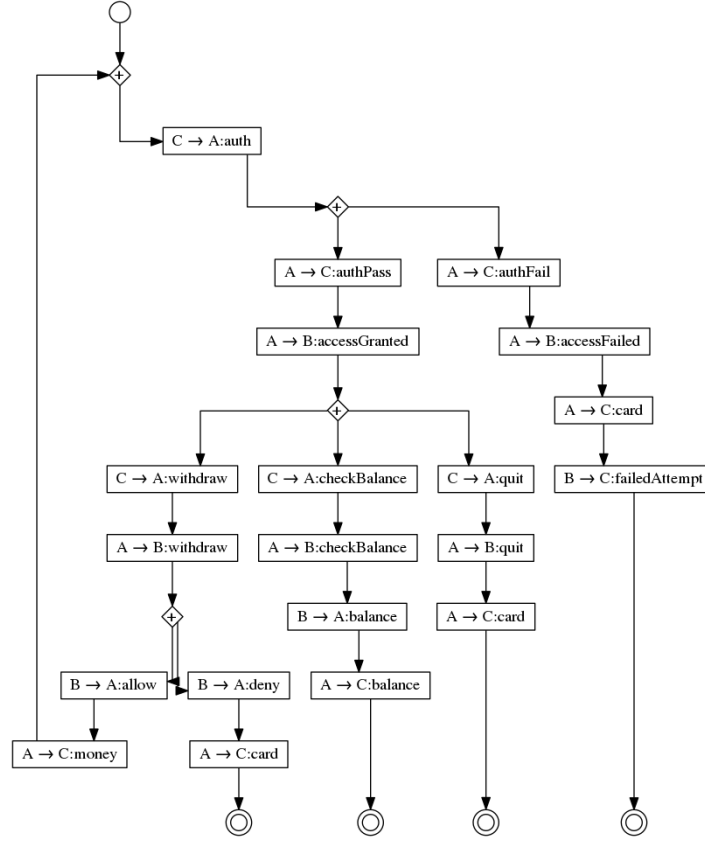 +
C → A:auth
+
A → C:authPass
A → C:authFail
A → B:accessGranted
A → B:accessFailed
A → C:card
+
C → A:withdraw
C → A:checkBalance
C → A:quit
B → C:failedAttempt
A → B:withdraw
A → B:checkBalance
A → B:quit
+
B → A:balance
A → C:card
B → A:allow
B → A:deny
A → C:balance
A → C:money
A → C:card